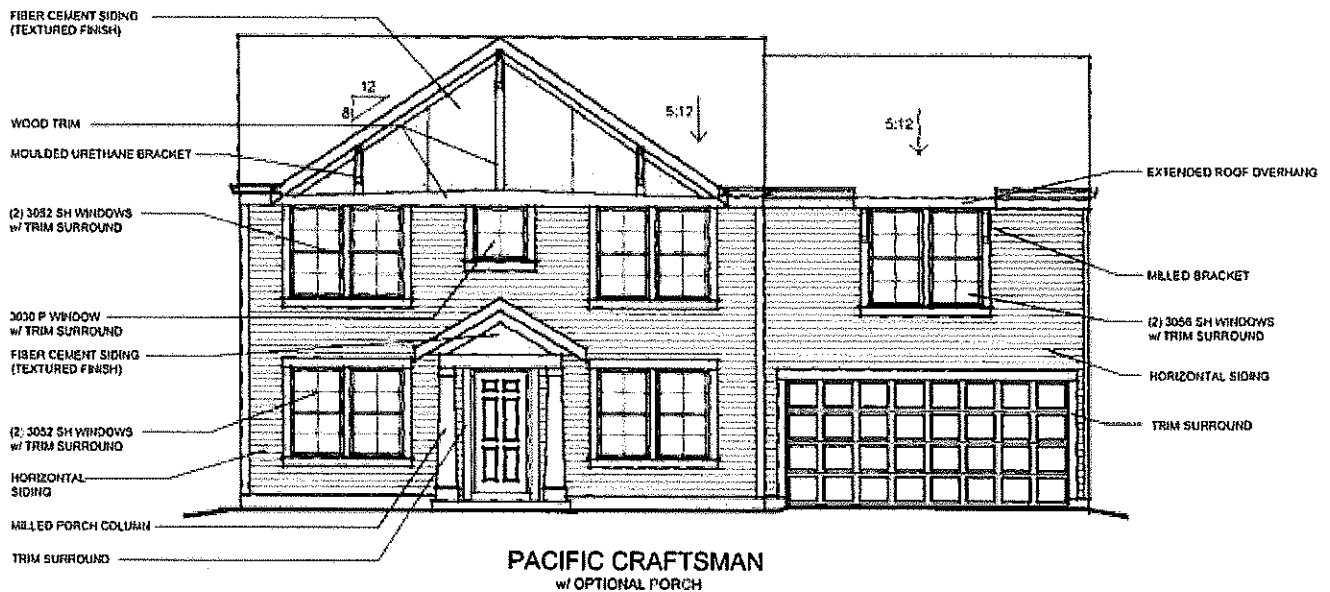 FIBER CEMENT SIDING
(TEXTURED FINISH)
12
8
WOOD TRIM
MOULDED URETHANE BRACKET
(2) 3052 SH WINDOWS
w/ TRIM SURROUND
3030 P WINDOW
w/ TRIM SURROUND
FIBER CEMENT SIDING
(TEXTURED FINISH)
(2) 3052 SH WINDOWS
w/ TRIM SURROUND
HORIZONTAL
SIDING
MILLED PORCH COLUMN
TRIM SURROUND
5:12
5:12
EXTENDED ROOF OVERHANG
MILLED BRACKET
(2) 3056 SH WINDOWS
w/ TRIM SURROUND
HORIZONTAL SIDING
TRIM SURROUND
PACIFIC CRAFTSMAN
w/ OPTIONAL PORCH